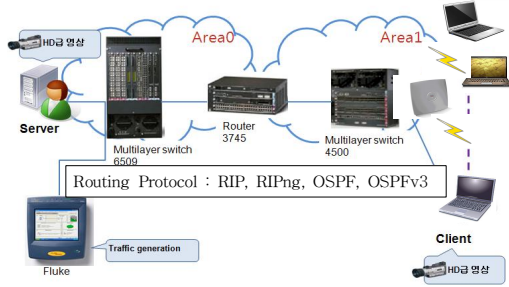 HD급 영상
Area0
Area1
Server
Router
3745
Multilayer switch
6509
Multilayer switch
4500
Routing Protocol : RIP, RIPng, OSPF, OSPFv3
Traffic generation
Fluke
Client
HD급 영상